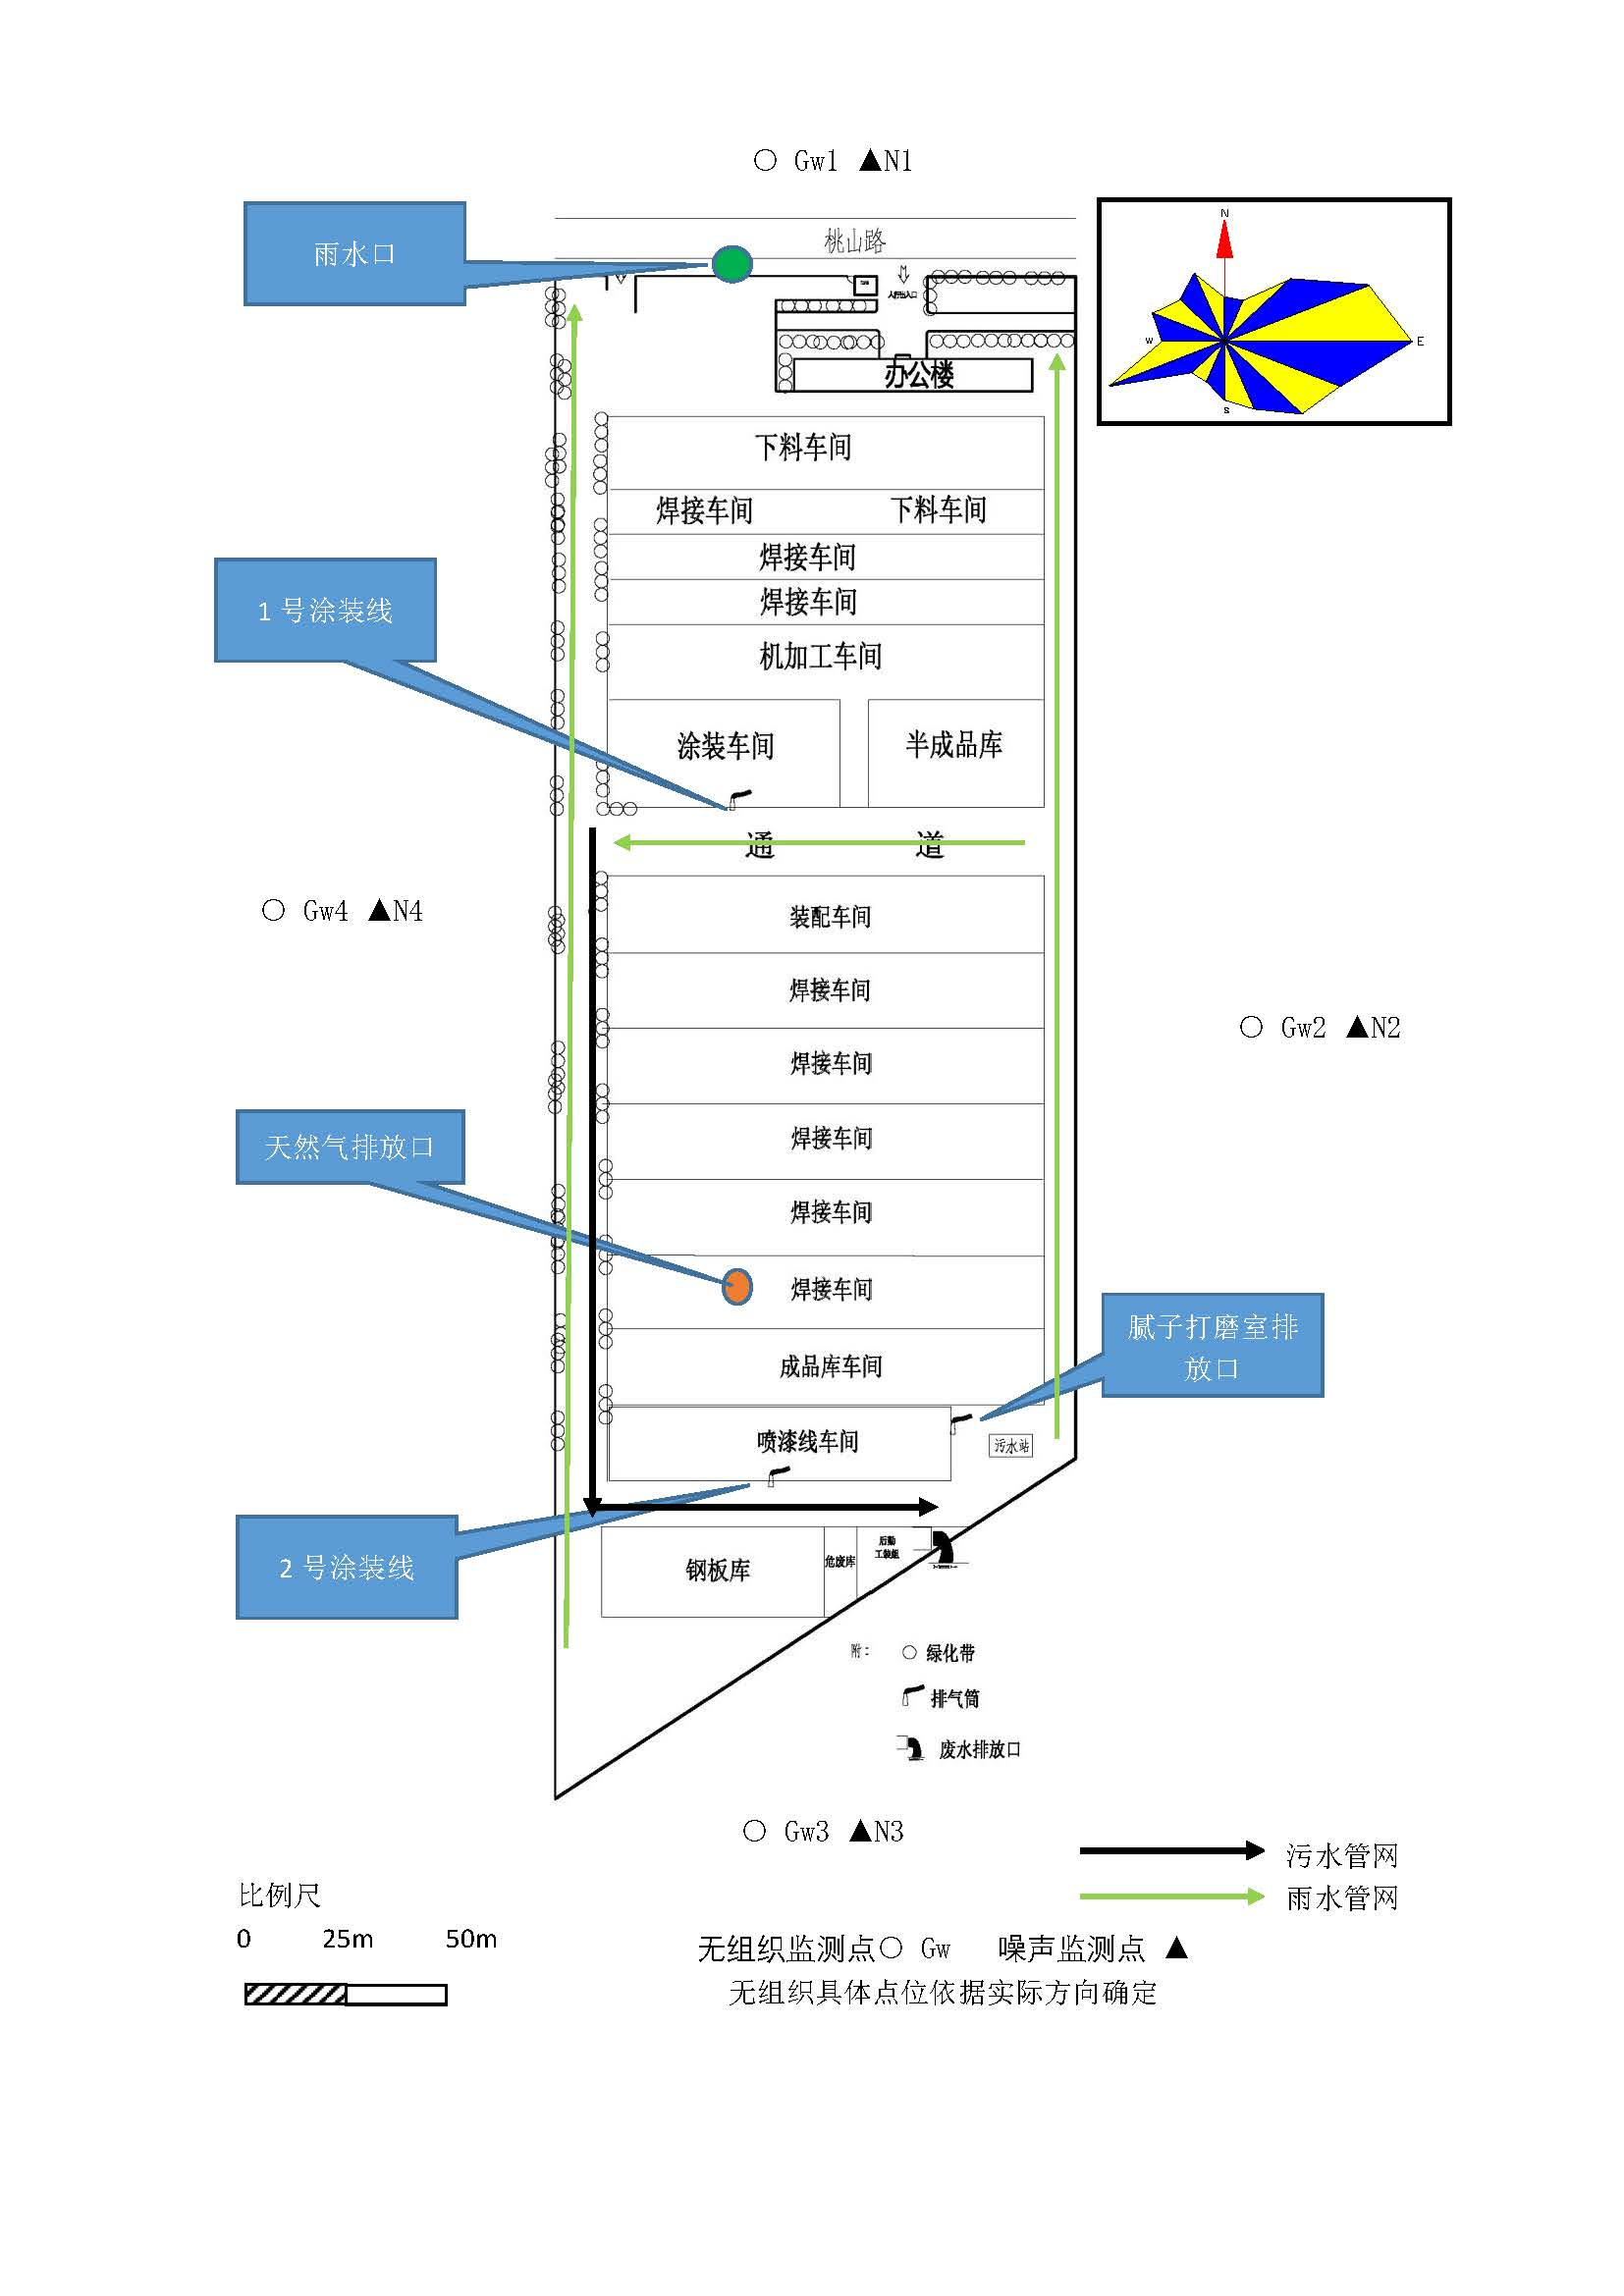 ○ Gw1 ▲N1
雨水口
桃山路
N
W
E
S
人行出入口
办公楼
下料车间
焊接车间 下料车间
焊接车间
1 号涂装线
焊接车间
机加工车间
涂装车间 半成品库
通 道
○ Gw4 ▲N4
装配车间
焊接车间
○ Gw2 ▲N2
焊接车间
天然气排放口
焊接车间
焊接车间
焊接车间
腻子打磨室排
放口
成品库车间
喷漆线车间
污水站
2 号涂装线
钢板库
危废库
后勤
工装组
附：
○ 绿化带
排气筒
废水排放口
○ Gw3 ▲N3
污水管网
比例尺
雨水管网
0 25m 50m
无组织监测点○ Gw 噪声监测点 ▲
无组织具体点位依据实际方向确定